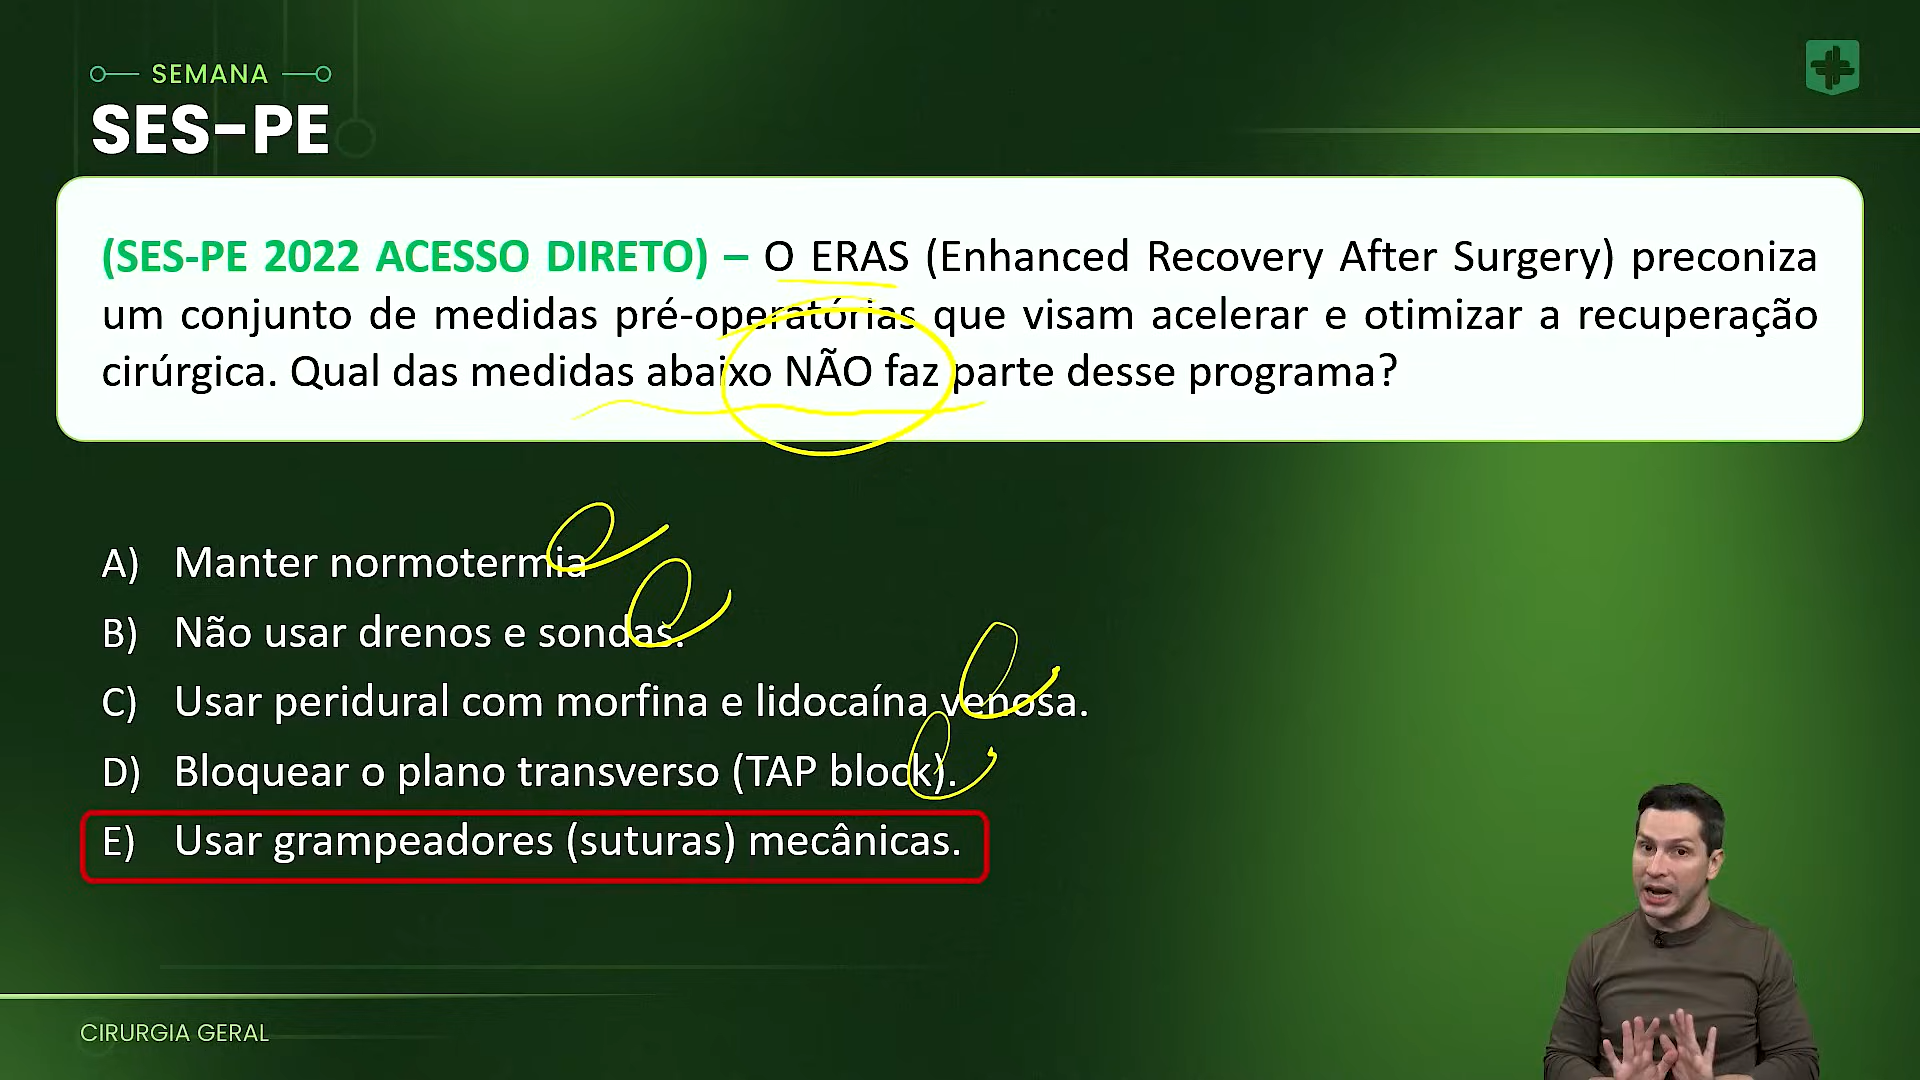 SEMANA
SES-PE
(SES-PE 2022 ACESSO DIRETO) – O ERAS (Enhanced Recovery After Surgery) preconiza
um conjunto de medidas pré-operatórias que visam acelerar e otimizar a recuperação
cirúrgica. Qual das medidas abaixo NÃO faz parte desse programa?
A) Manter normotermia
B) Não usar drenos e sondas.
C) Usar peridural com morfina e lidocaína venosa.
D) Bloquear o plano transverso (TAP block).
E) Usar grampeadores (suturas) mecânicas.
CIRURGIA GERAL